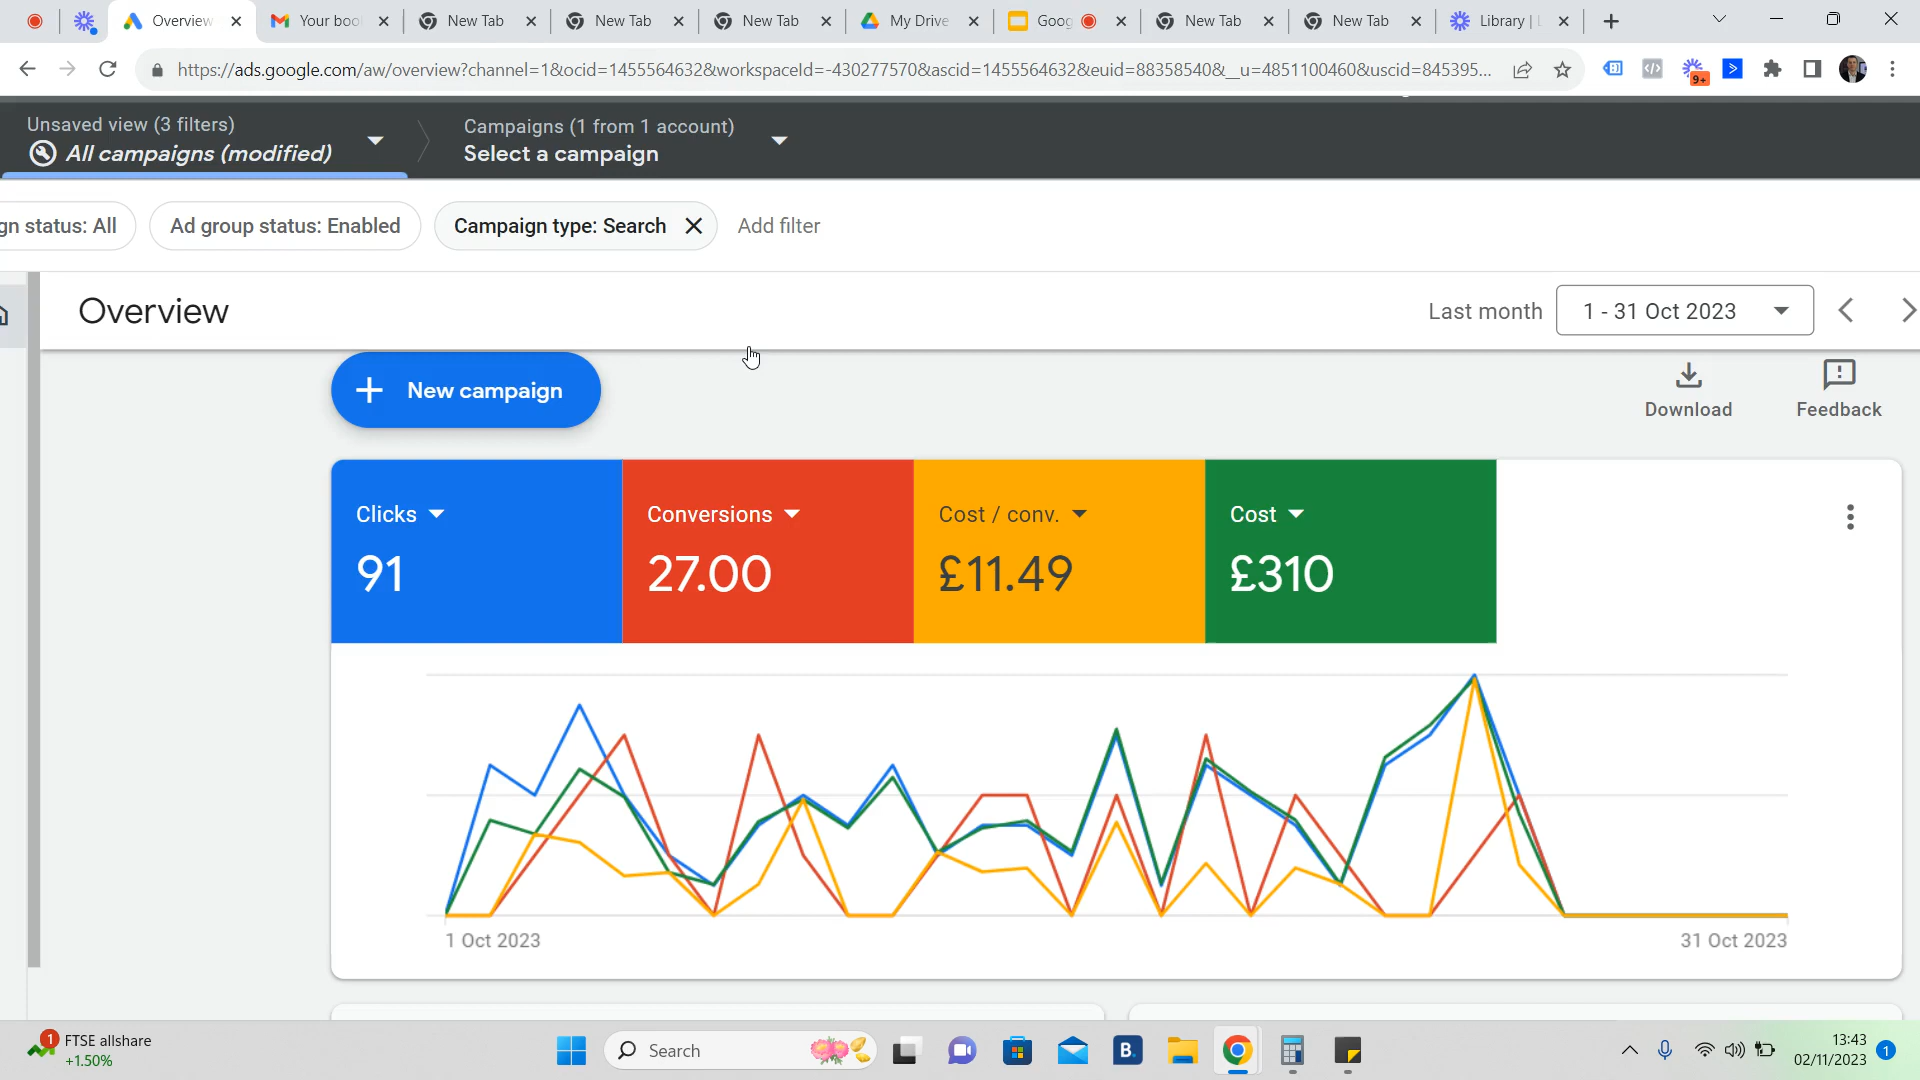 Overview
Your boo
New Tab
New Tab
New Tab
My Drive
Goog
New Tab
New Tab
Library |
https://ads.google.com/aw/overview?channel=1&ocid=1455564632&workspaceId=-430277570&ascid=1455564632&euid=88358540&__u=4851100460&uscid=845395...
9+
Unsaved view (3 filters)
All campaigns (modified)
Campaigns (1 from 1 account)
Select a campaign
gn status: All
Ad group status: Enabled
Campaign type: Search
Add filter
Overview
Last month
1 - 31 Oct 2023
New campaign
Download
Feedback
Clicks
91
Conversions
27.00
Cost / conv.
£11.49
Cost
£310
1 Oct 2023
31 Oct 2023
1
FTSE allshare
+1.50%
Search
B.
13:43
02/11/2023
1